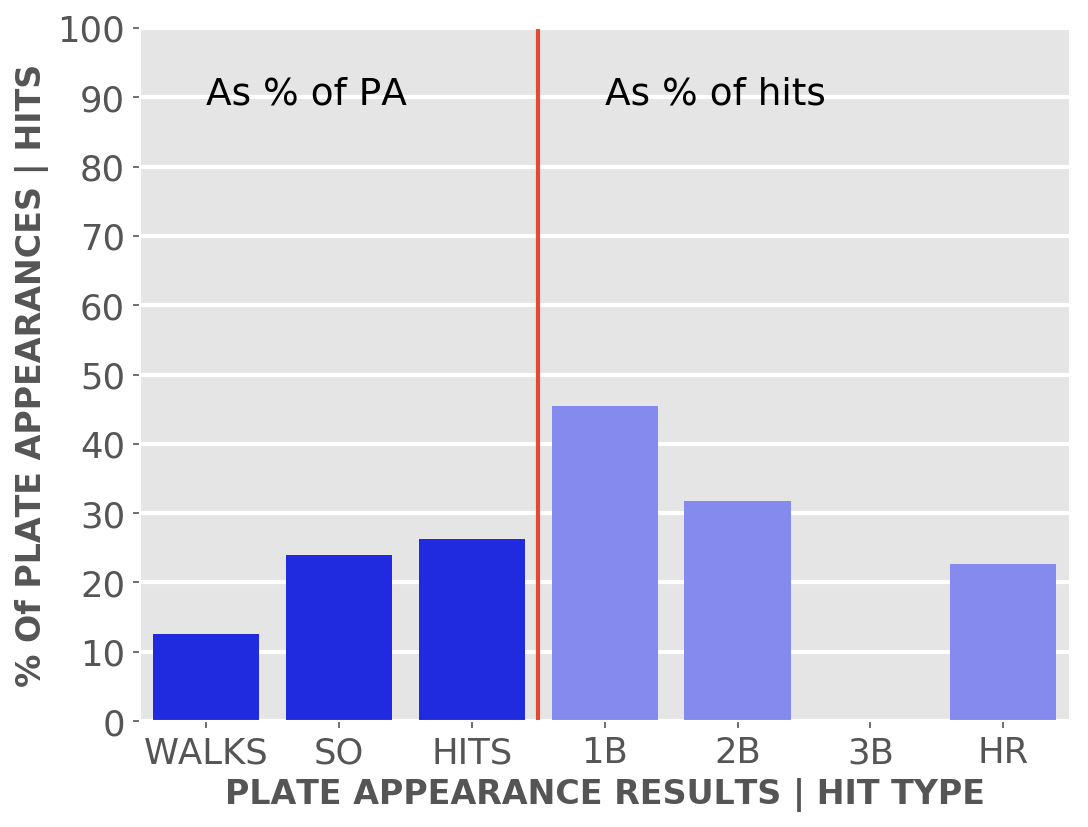 100
90
80
70
60
50
40
30
20
10
0
% Of PLATE APPEARANCES | HITS
As % of PA
As % of hits
WALKS SO HITS 1B 2B 3B HR
PLATE APPEARANCE RESULTS | HIT TYPE